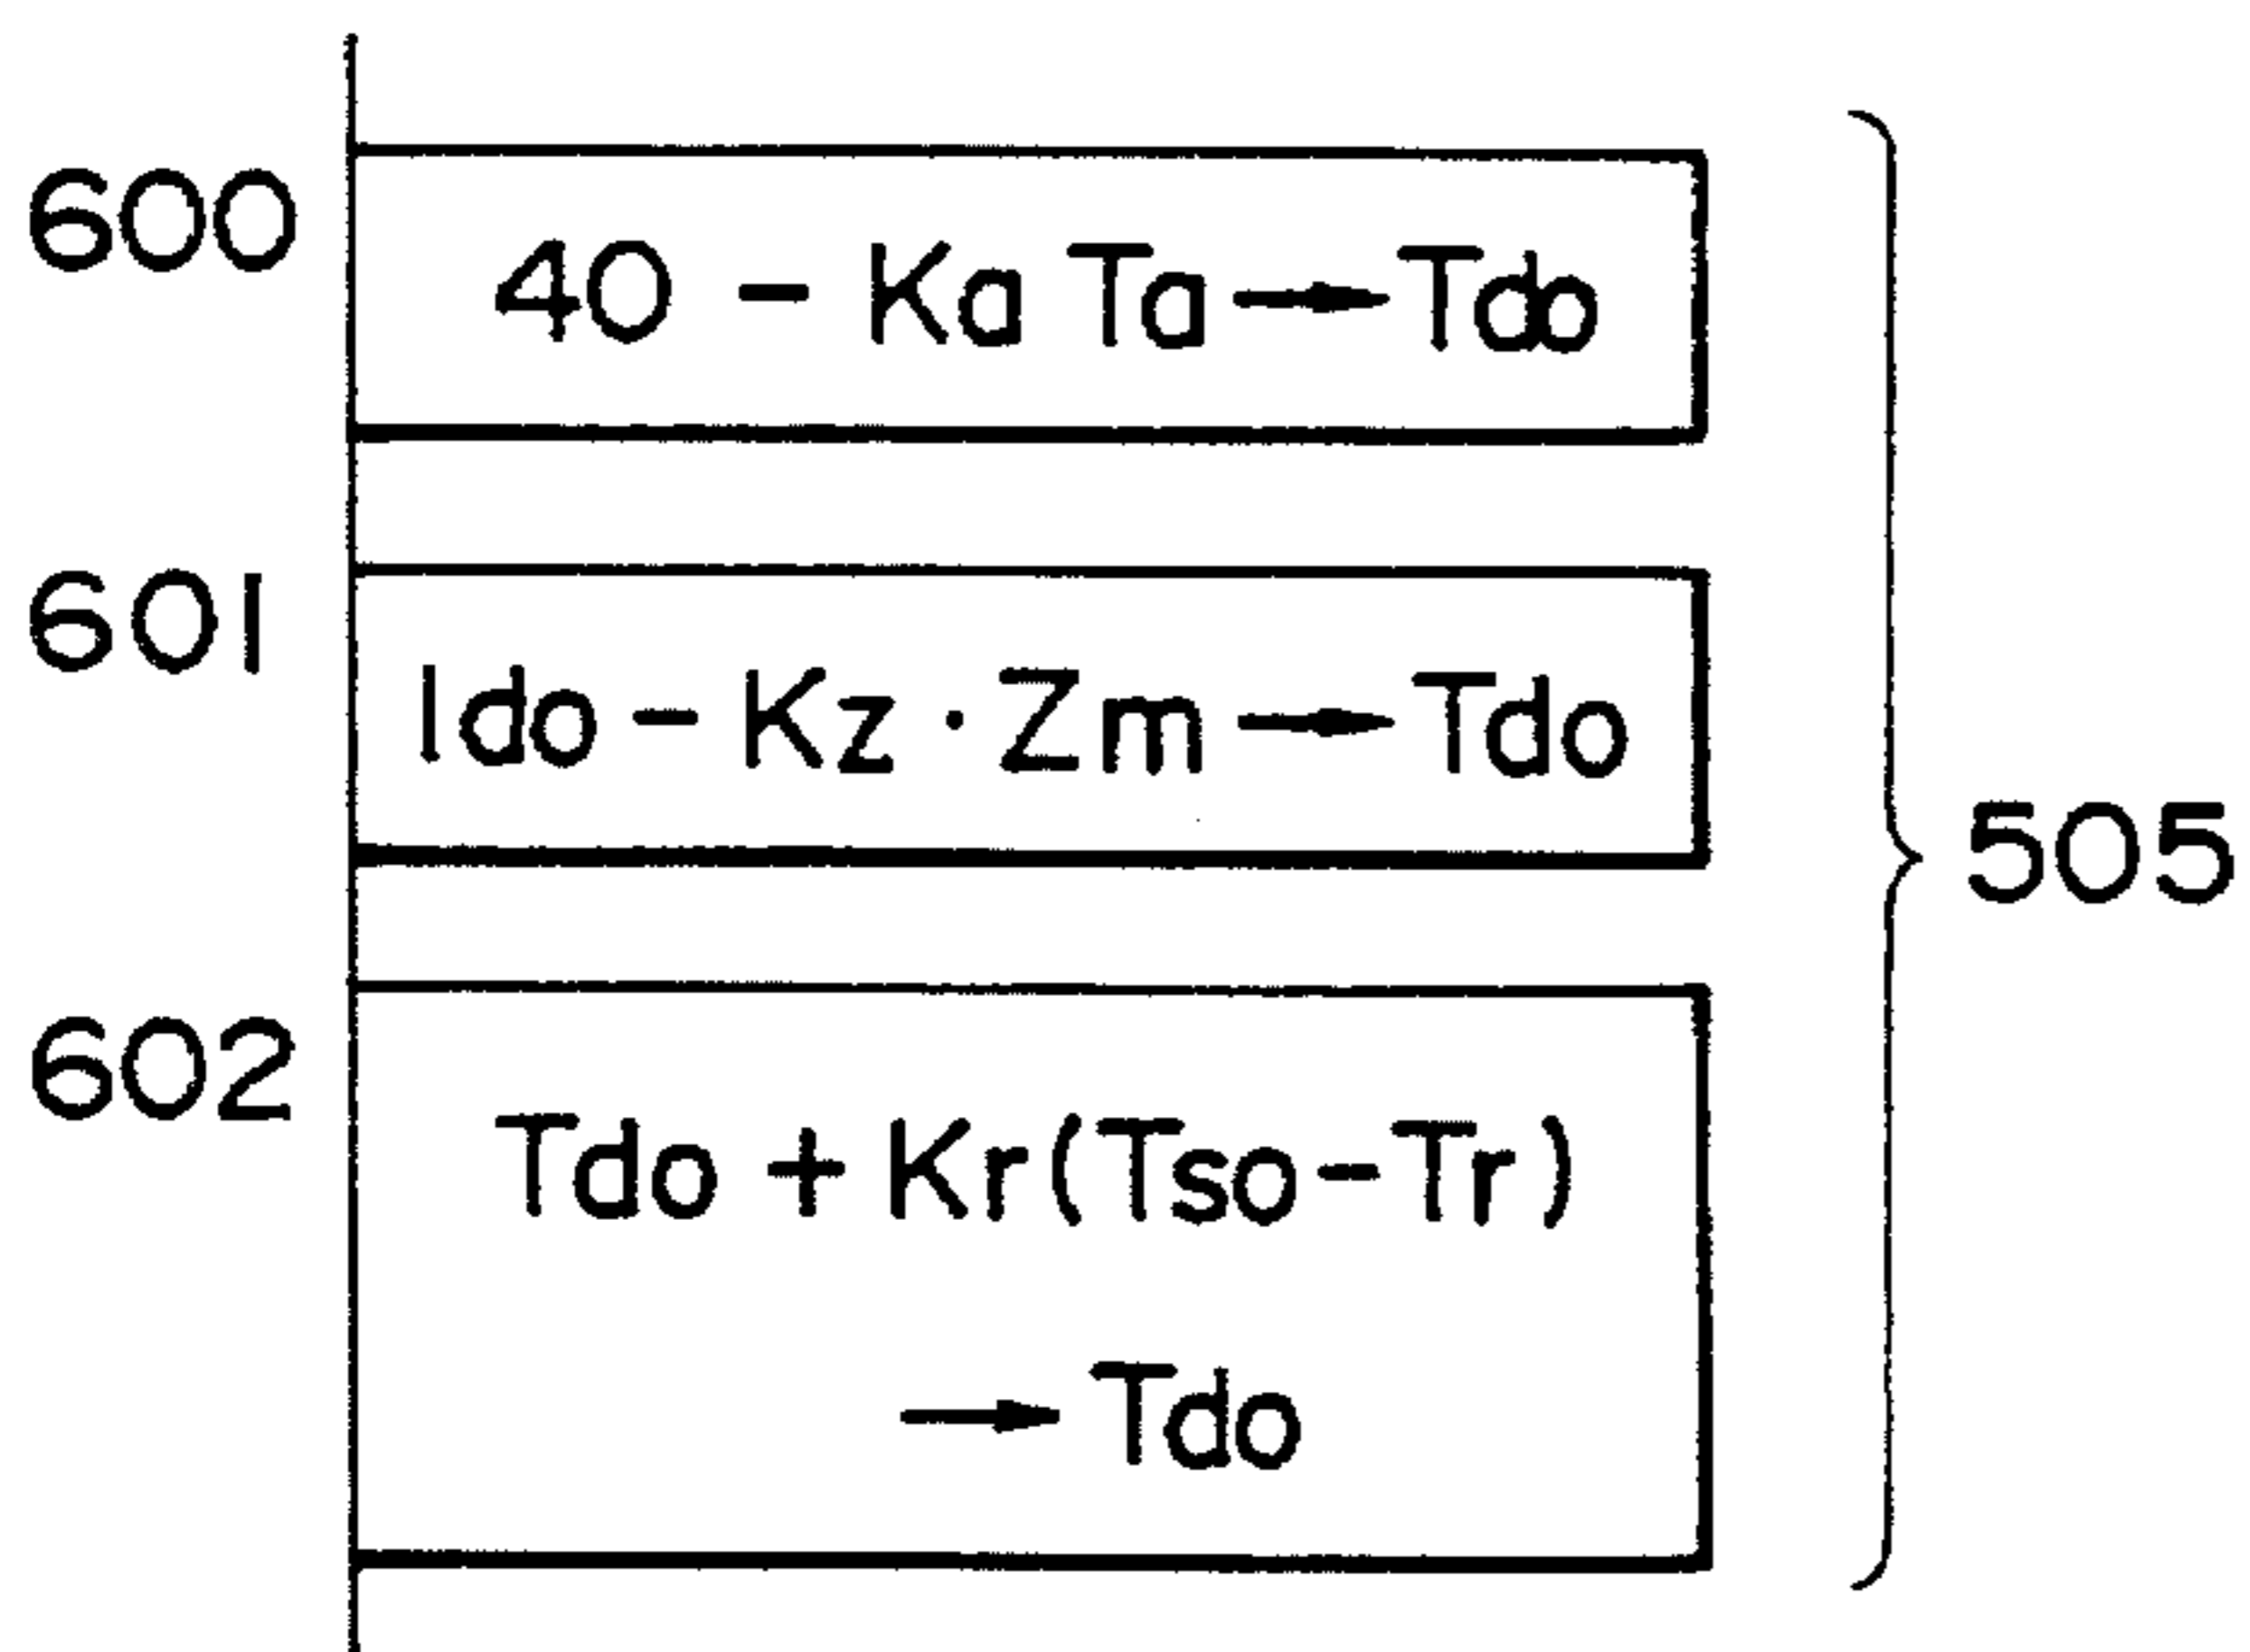 600
40 - Ka Ta → Tdo
601
Ido - Kz · Zm → Tdo
505
602
Tdo + Kr(Tso - Tr)
→ Tdo